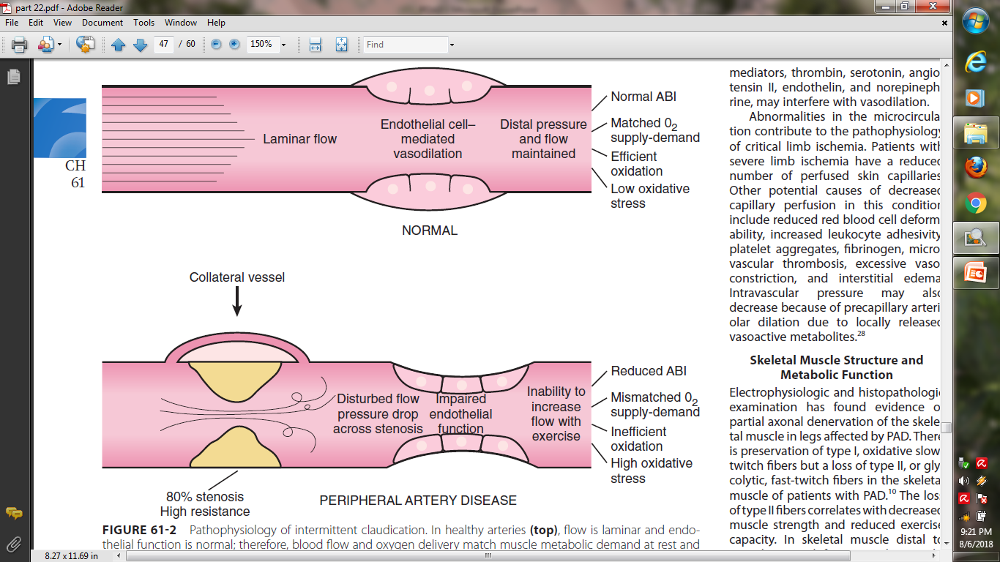 part 22.pdf - Adobe Reader
File Edit View Document Tools Window Help
47 / 60 150% Find
CH
61
Laminar flow
Endothelial cell–
mediated
vasodilation
Distal pressure
and flow
maintained
Normal ABI
Matched 02
supply-demand
Efficient
oxidation
Low oxidative
stress
NORMAL
Collateral vessel
Disturbed flow
pressure drop
across stenosis
Impaired
endothelial
function
Inability to
increase
flow with
exercise
Reduced ABI
Mismatched 02
supply-demand
Inefficient
oxidation
High oxidative
stress
80% stenosis
High resistance
PERIPHERAL ARTERY DISEASE
FIGURE 61-2 Pathophysiology of intermittent claudication. In healthy arteries (top), flow is laminar and endo-
thelial function is normal; therefore, blood flow and oxygen delivery match muscle metabolic demand at rest and
mediators, thrombin, serotonin, angio
tensin II, endothelin, and norepineph
rine, may interfere with vasodilation.
Abnormalities in the microcircula
tion contribute to the pathophysiology
of critical limb ischemia. Patients with
severe limb ischemia have a reduced
number of perfused skin capillaries
Other potential causes of decreased
capillary perfusion in this condition
include reduced red blood cell deform
ability, increased leukocyte adhesivity
platelet aggregates, fibrinogen, micro
vascular thrombosis, excessive vaso
constriction, and interstitial edema
Intravascular pressure may also
decrease because of precapillary arteri
olar dilation due to locally released
vasoactive metabolites.28
Skeletal Muscle Structure and
Metabolic Function
Electrophysiologic and histopathologic
examination has found evidence o
partial axonal denervation of the skele
tal muscle in legs affected by PAD. There
is preservation of type I, oxidative slow
twitch fibers but a loss of type II, or gly
colytic, fast-twitch fibers in the skeleta
muscle of patients with PAD.10 The loss
of type II fibers correlates with decreased
muscle strength and reduced exercise
capacity. In skeletal muscle distal to
8.27 x 11.69 in
9:21 PM
8/6/2018